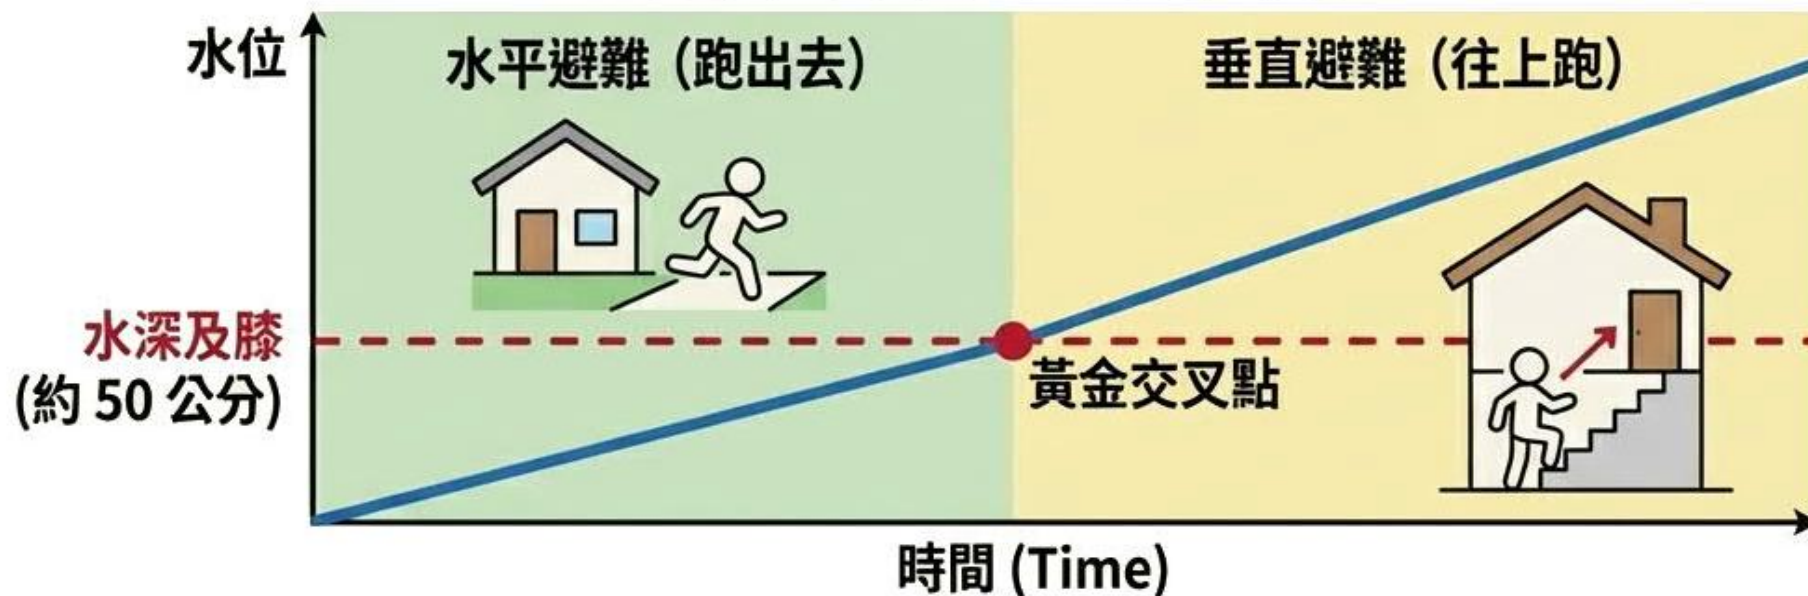 水位
水平避難（跑出去）
垂直避難（往上跑）
水深及膝
(約 50 公分)
黃金交叉點
時間 (Time)